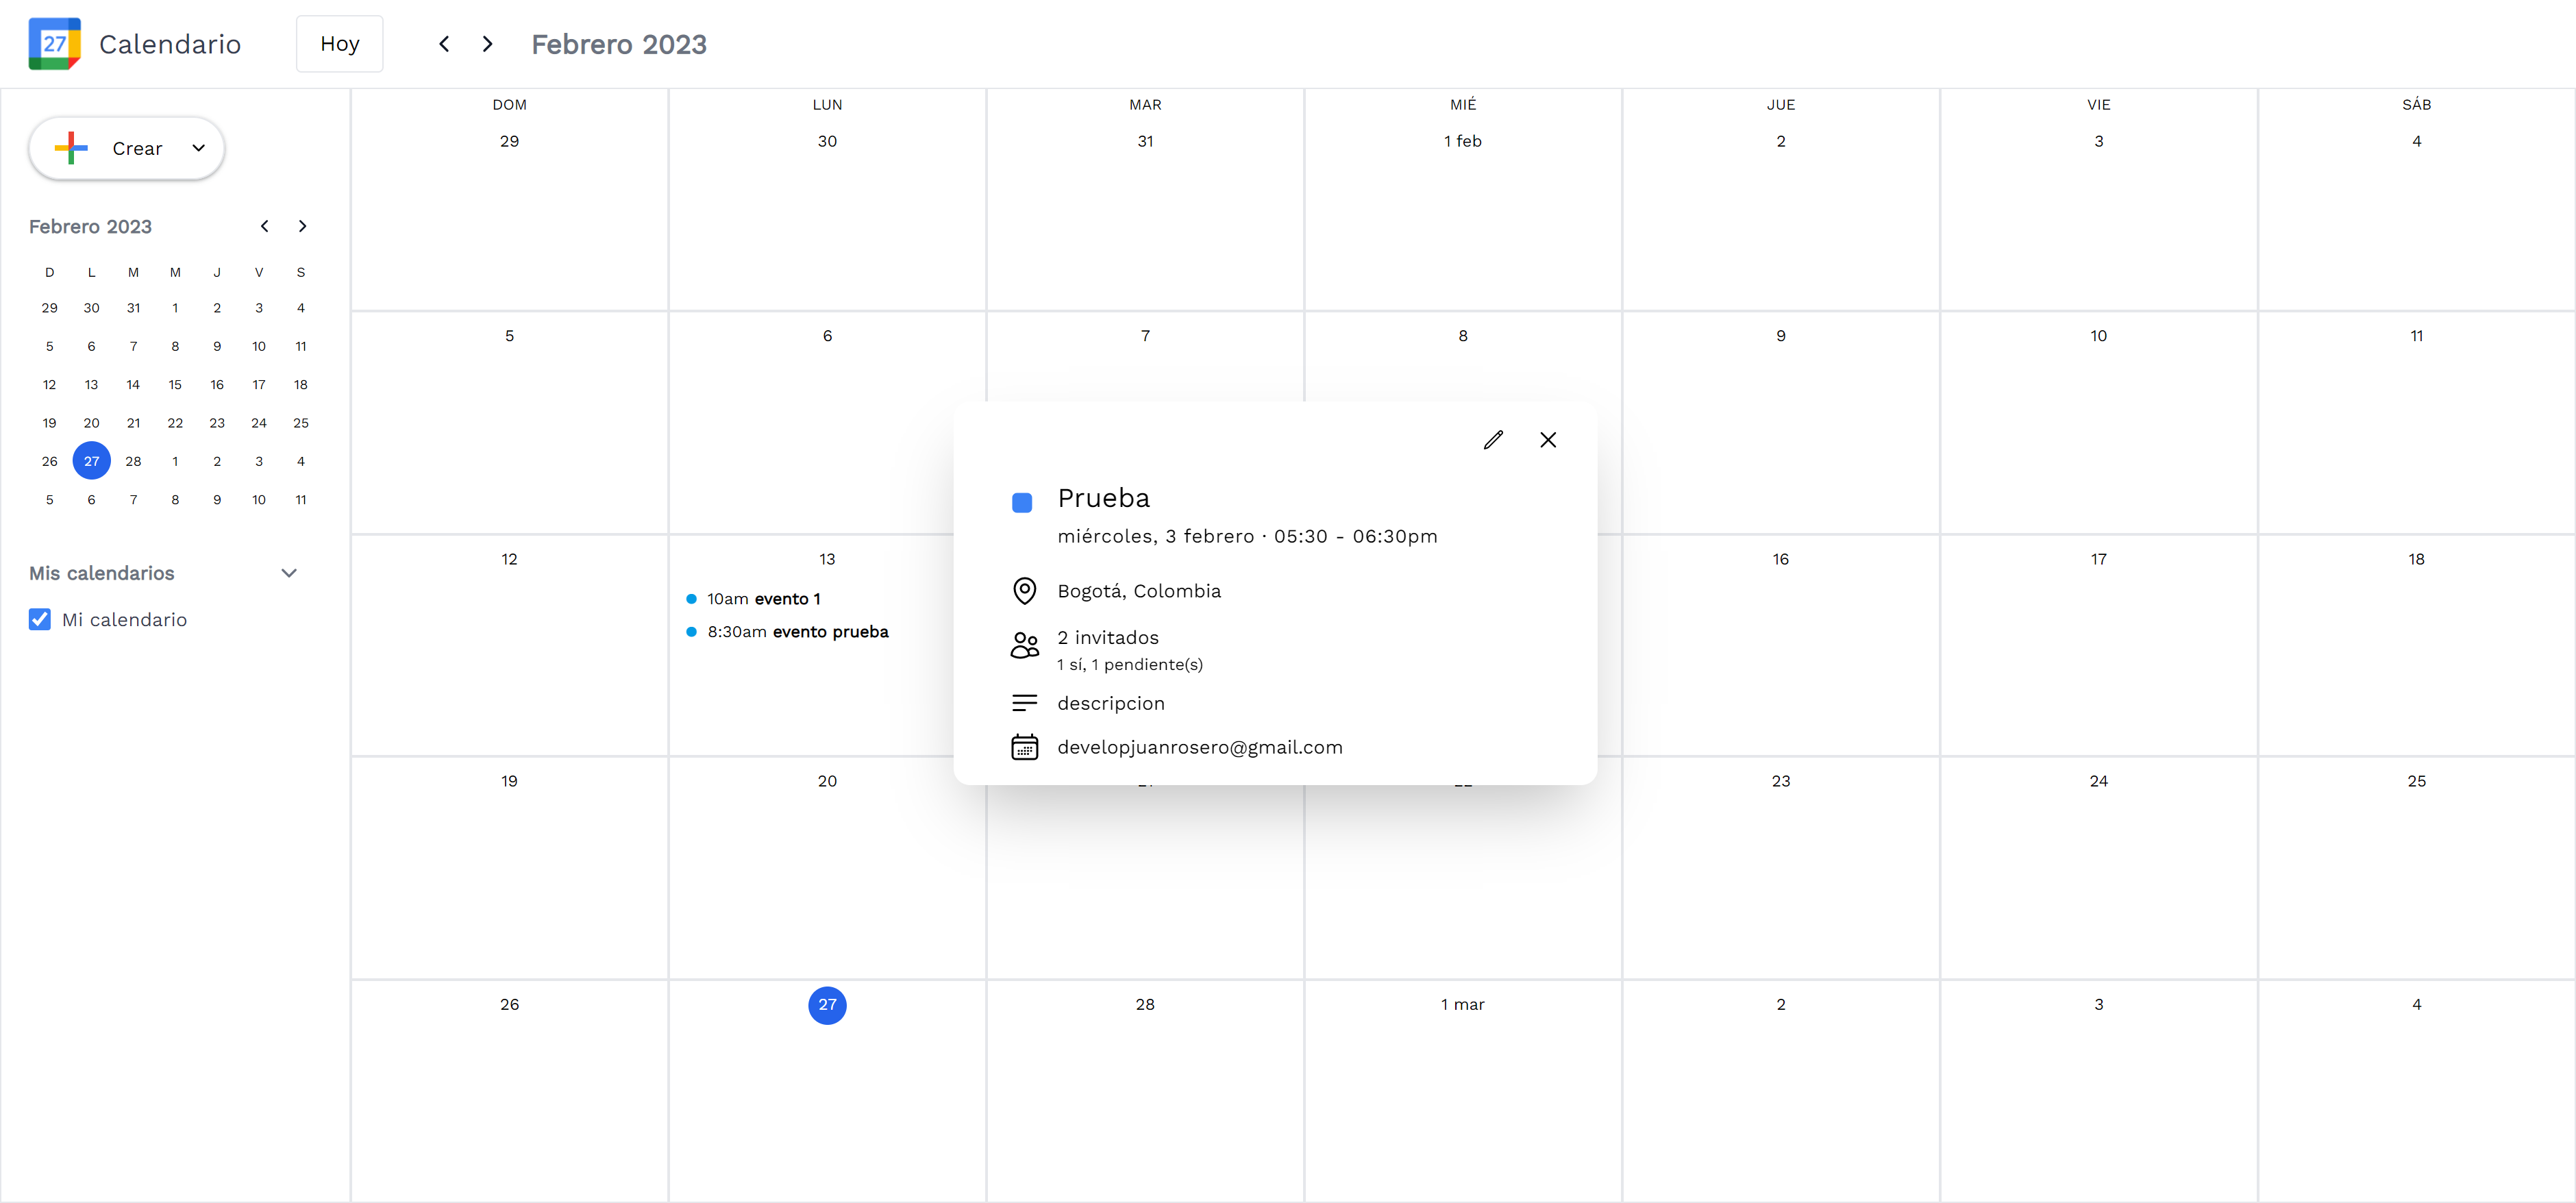 27 Calendario Hoy Febrero 2023
Crear
Febrero 2023
D L M M J V S
29 30 31 1 2 3 4
5 6 7 8 9 10 11
12 13 14 15 16 17 18
19 20 21 22 23 24 25
26 27 28 1 2 3 4
5 6 7 8 9 10 11
Mis calendarios
Mi calendario
DOM LUN MAR MIÉ JUE VIE SÁB
29 30 31 1 feb 2 3 4
5 6 7 8 9 10 11
12 13 16 17 18
10am evento 1
8:30am evento prueba
19 20 23 24 25
26 27 28 1 mar 2 3 4
Prueba
miércoles, 3 febrero · 05:30 - 06:30pm
Bogotá, Colombia
2 invitados
1 sí, 1 pendiente(s)
descripcion
developjuanrosero@gmail.com